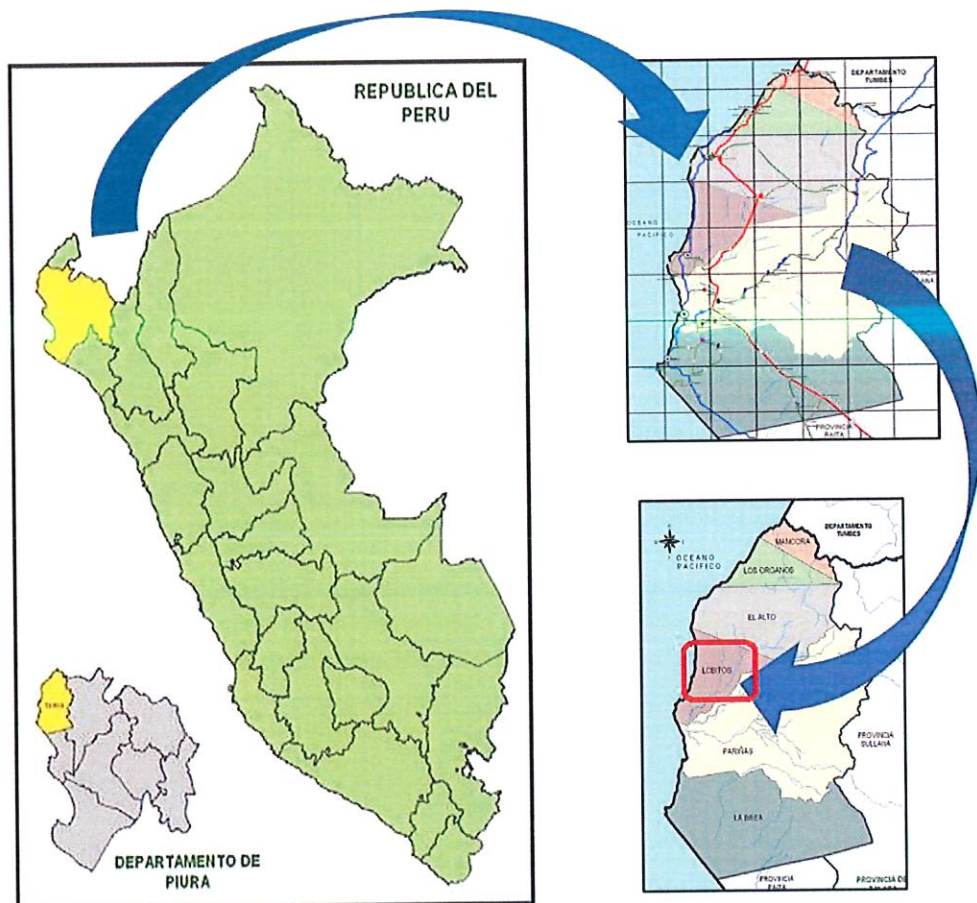 REPUBLICA DEL
PERU
DEPARTAMENTO DE
PIURA
DEPARTAMENTO
TUMBES
OCEANO
PACIFICO
PROVINCIA
PAITA
DEPARTAMENTO
TUMBES
MANCORA
OCEANO
PACIFICO
LOS ORGANOS
EL ALTO
LOBITOS
PARIÑAS
PROVINCIA
SULLANA
LA BREA
PROVINCIA
PAITA
PROVINCIA DE